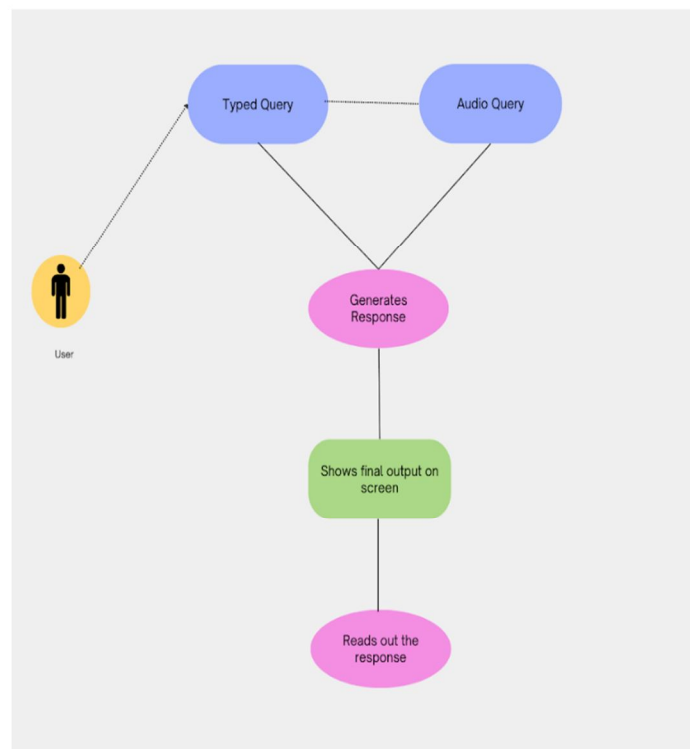 Typed Query
Audio Query
User
Generates
Response
Shows final output on
screen
Reads out the
response